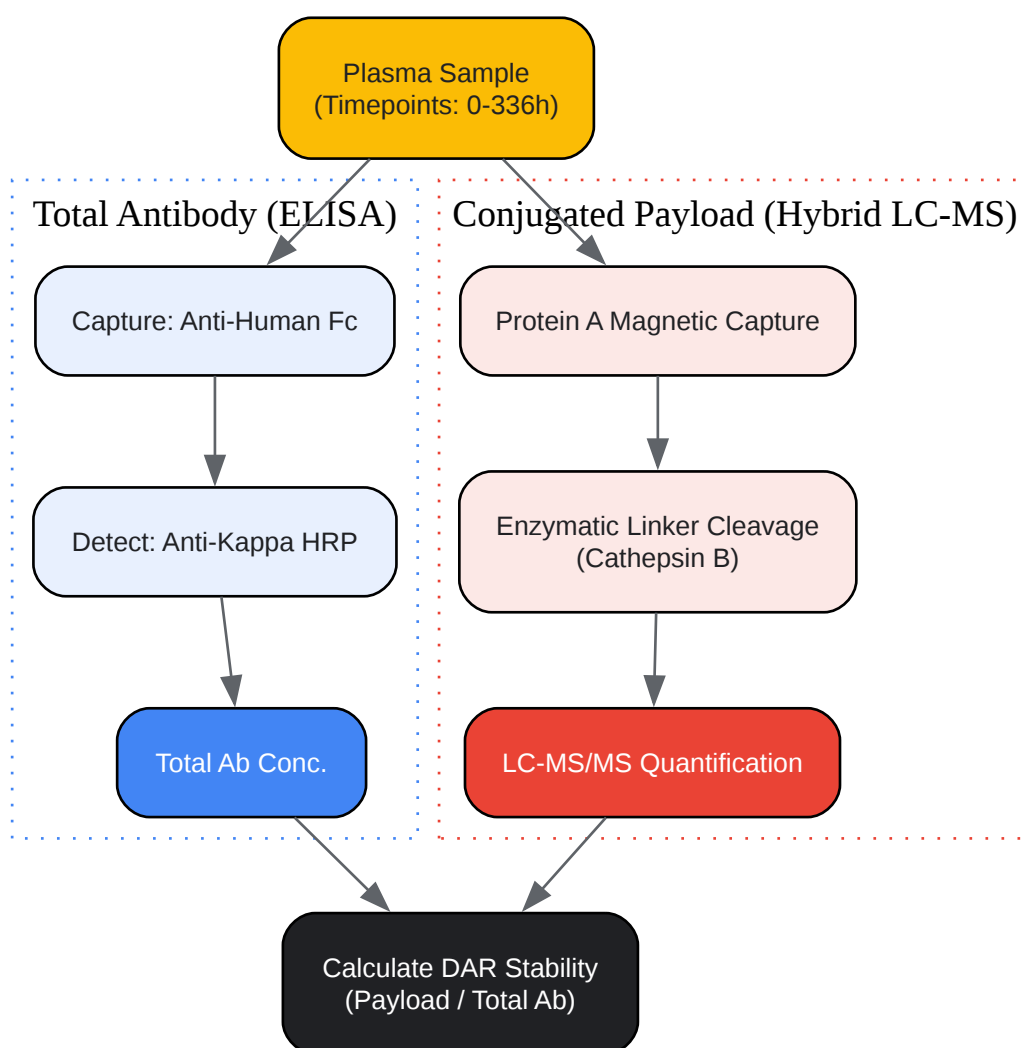 Plasma Sample
(Timepoints: 0-336h)
Total Antibody (ELISA)
Conjugated Payload (Hybrid LC-MS)
Capture: Anti-Human Fc
Protein A Magnetic Capture
Detect: Anti-Kappa HRP
Enzymatic Linker Cleavage
(Cathepsin B)
Total Ab Conc.
LC-MS/MS Quantification
Calculate DAR Stability
(Payload / Total Ab)